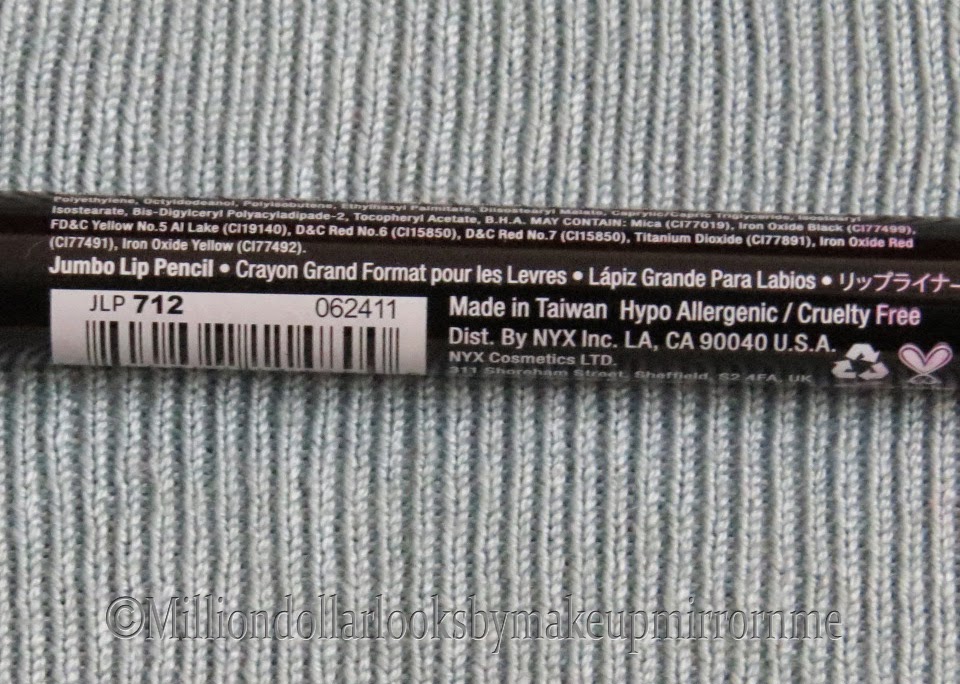 Polyethylene, Octyldodeanol, Polyisobutene, Ethylhaxyl Palmitate, Diisostearyl Malate, Caprylic/Capric Triglyceride, Isostearyl
Isostearate, Bis-Digylceryl Polyacyladipade-2, Tocopheryl Acetate, B.H.A. MAY CONTAIN: Mica (CI77019), Iron Oxide Black (CI77499),
FD&C Yellow No.5 Al Lake (CI19140), D&C Red No.6 (CI15850), D&C Red No.7 (CI15850), Titanium Dioxide (CI77891), Iron Oxide Red
(CI77491), Iron Oxide Yellow (CI77492).
Jumbo Lip Pencil • Crayon Grand Format pour les Levres • Lápiz Grande Para Labios • リップライナー
JLP 712 062411
Made in Taiwan Hypo Allergenic / Cruelty Free
Dist. By NYX Inc. LA, CA 90040 U.S.A.
NYX Cosmetics LTD.
311 Shoreham Street, Sheffield, S2 4FA, UK
©Milliondollarlooksbymakeupmirrornme